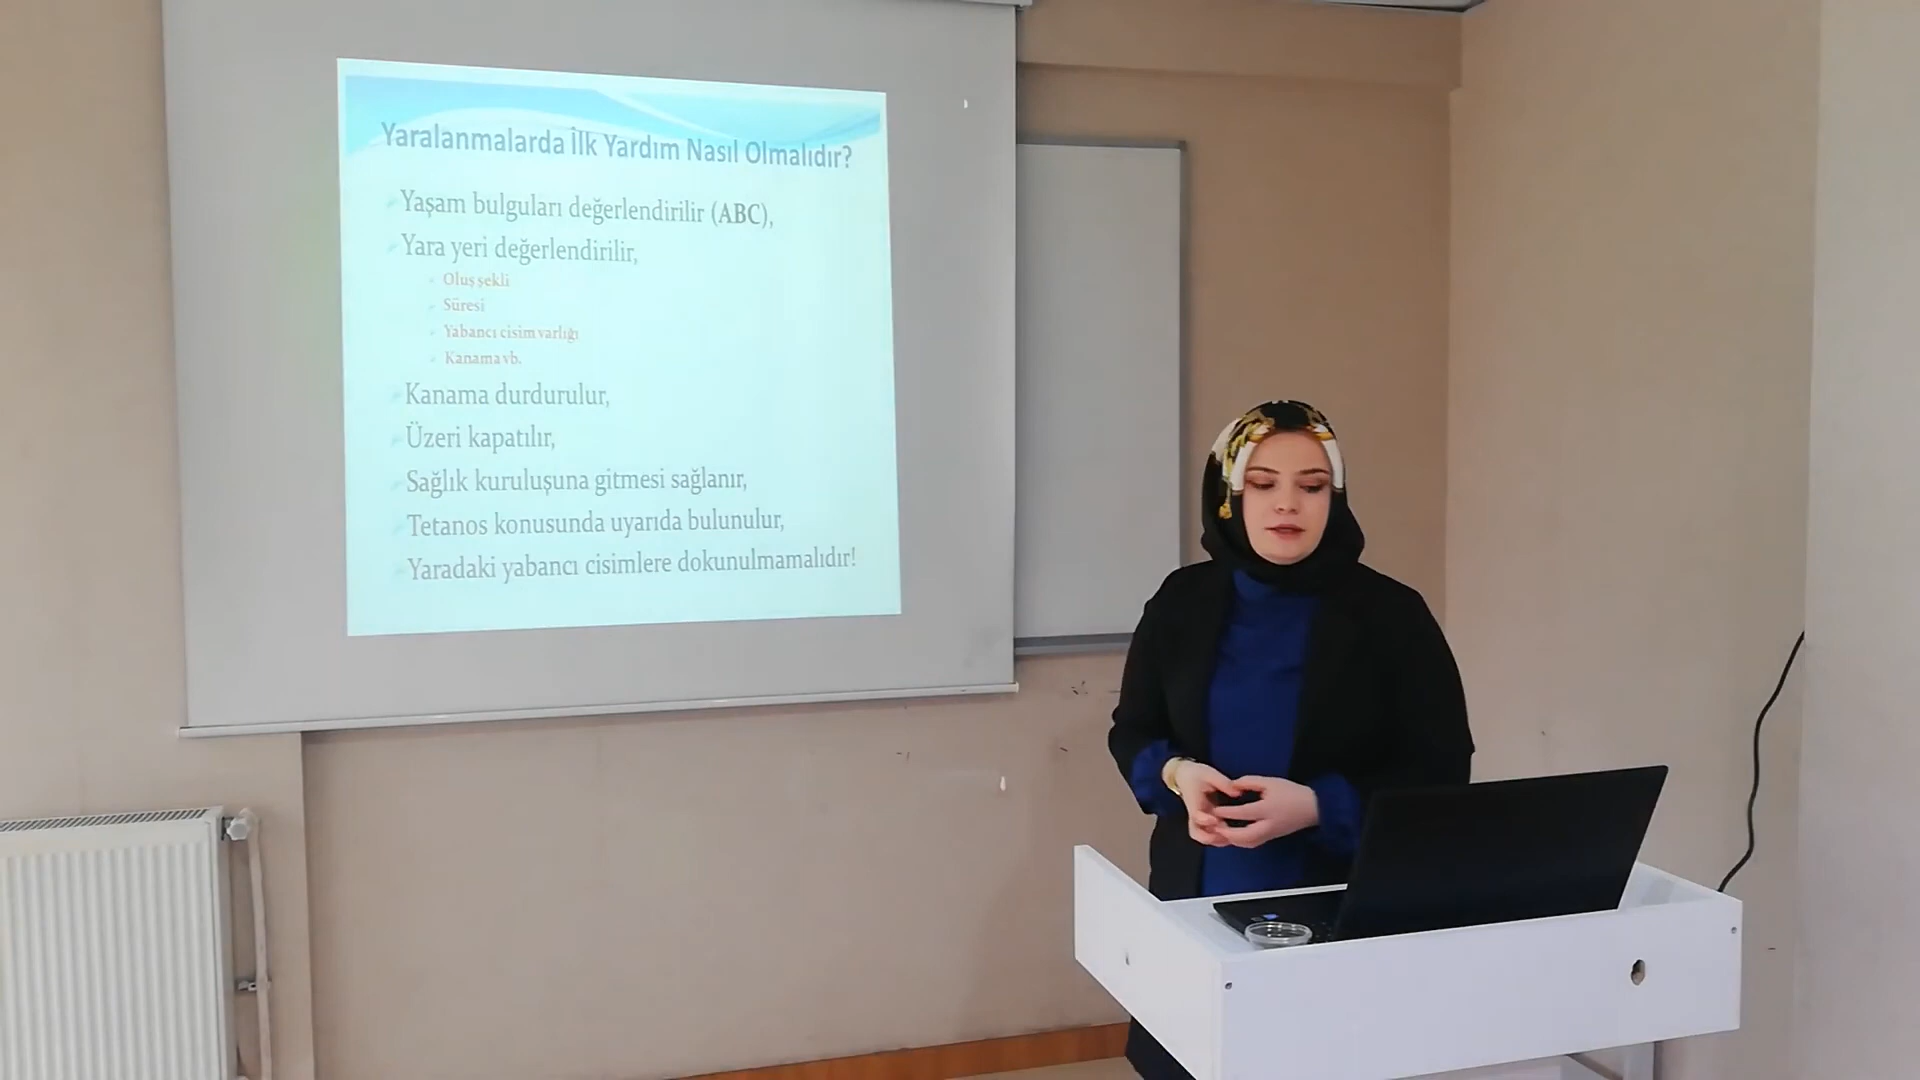 Yaralanmalarda İlk Yardım Nasıl Olmalıdır?
Yaşam bulguları değerlendirilir (ABC),
Yara yeri değerlendirilir,
Oluş şekli
Süresi
Yabancı cisim varlığı
Kanama vb.
Kanama durdurulur,
Üzeri kapatılır,
Sağlık kuruluşuna gitmesi sağlanır,
Tetanos konusunda uyarıda bulunulur,
Yaradaki yabancı cisimlere dokunulmamalıdır!